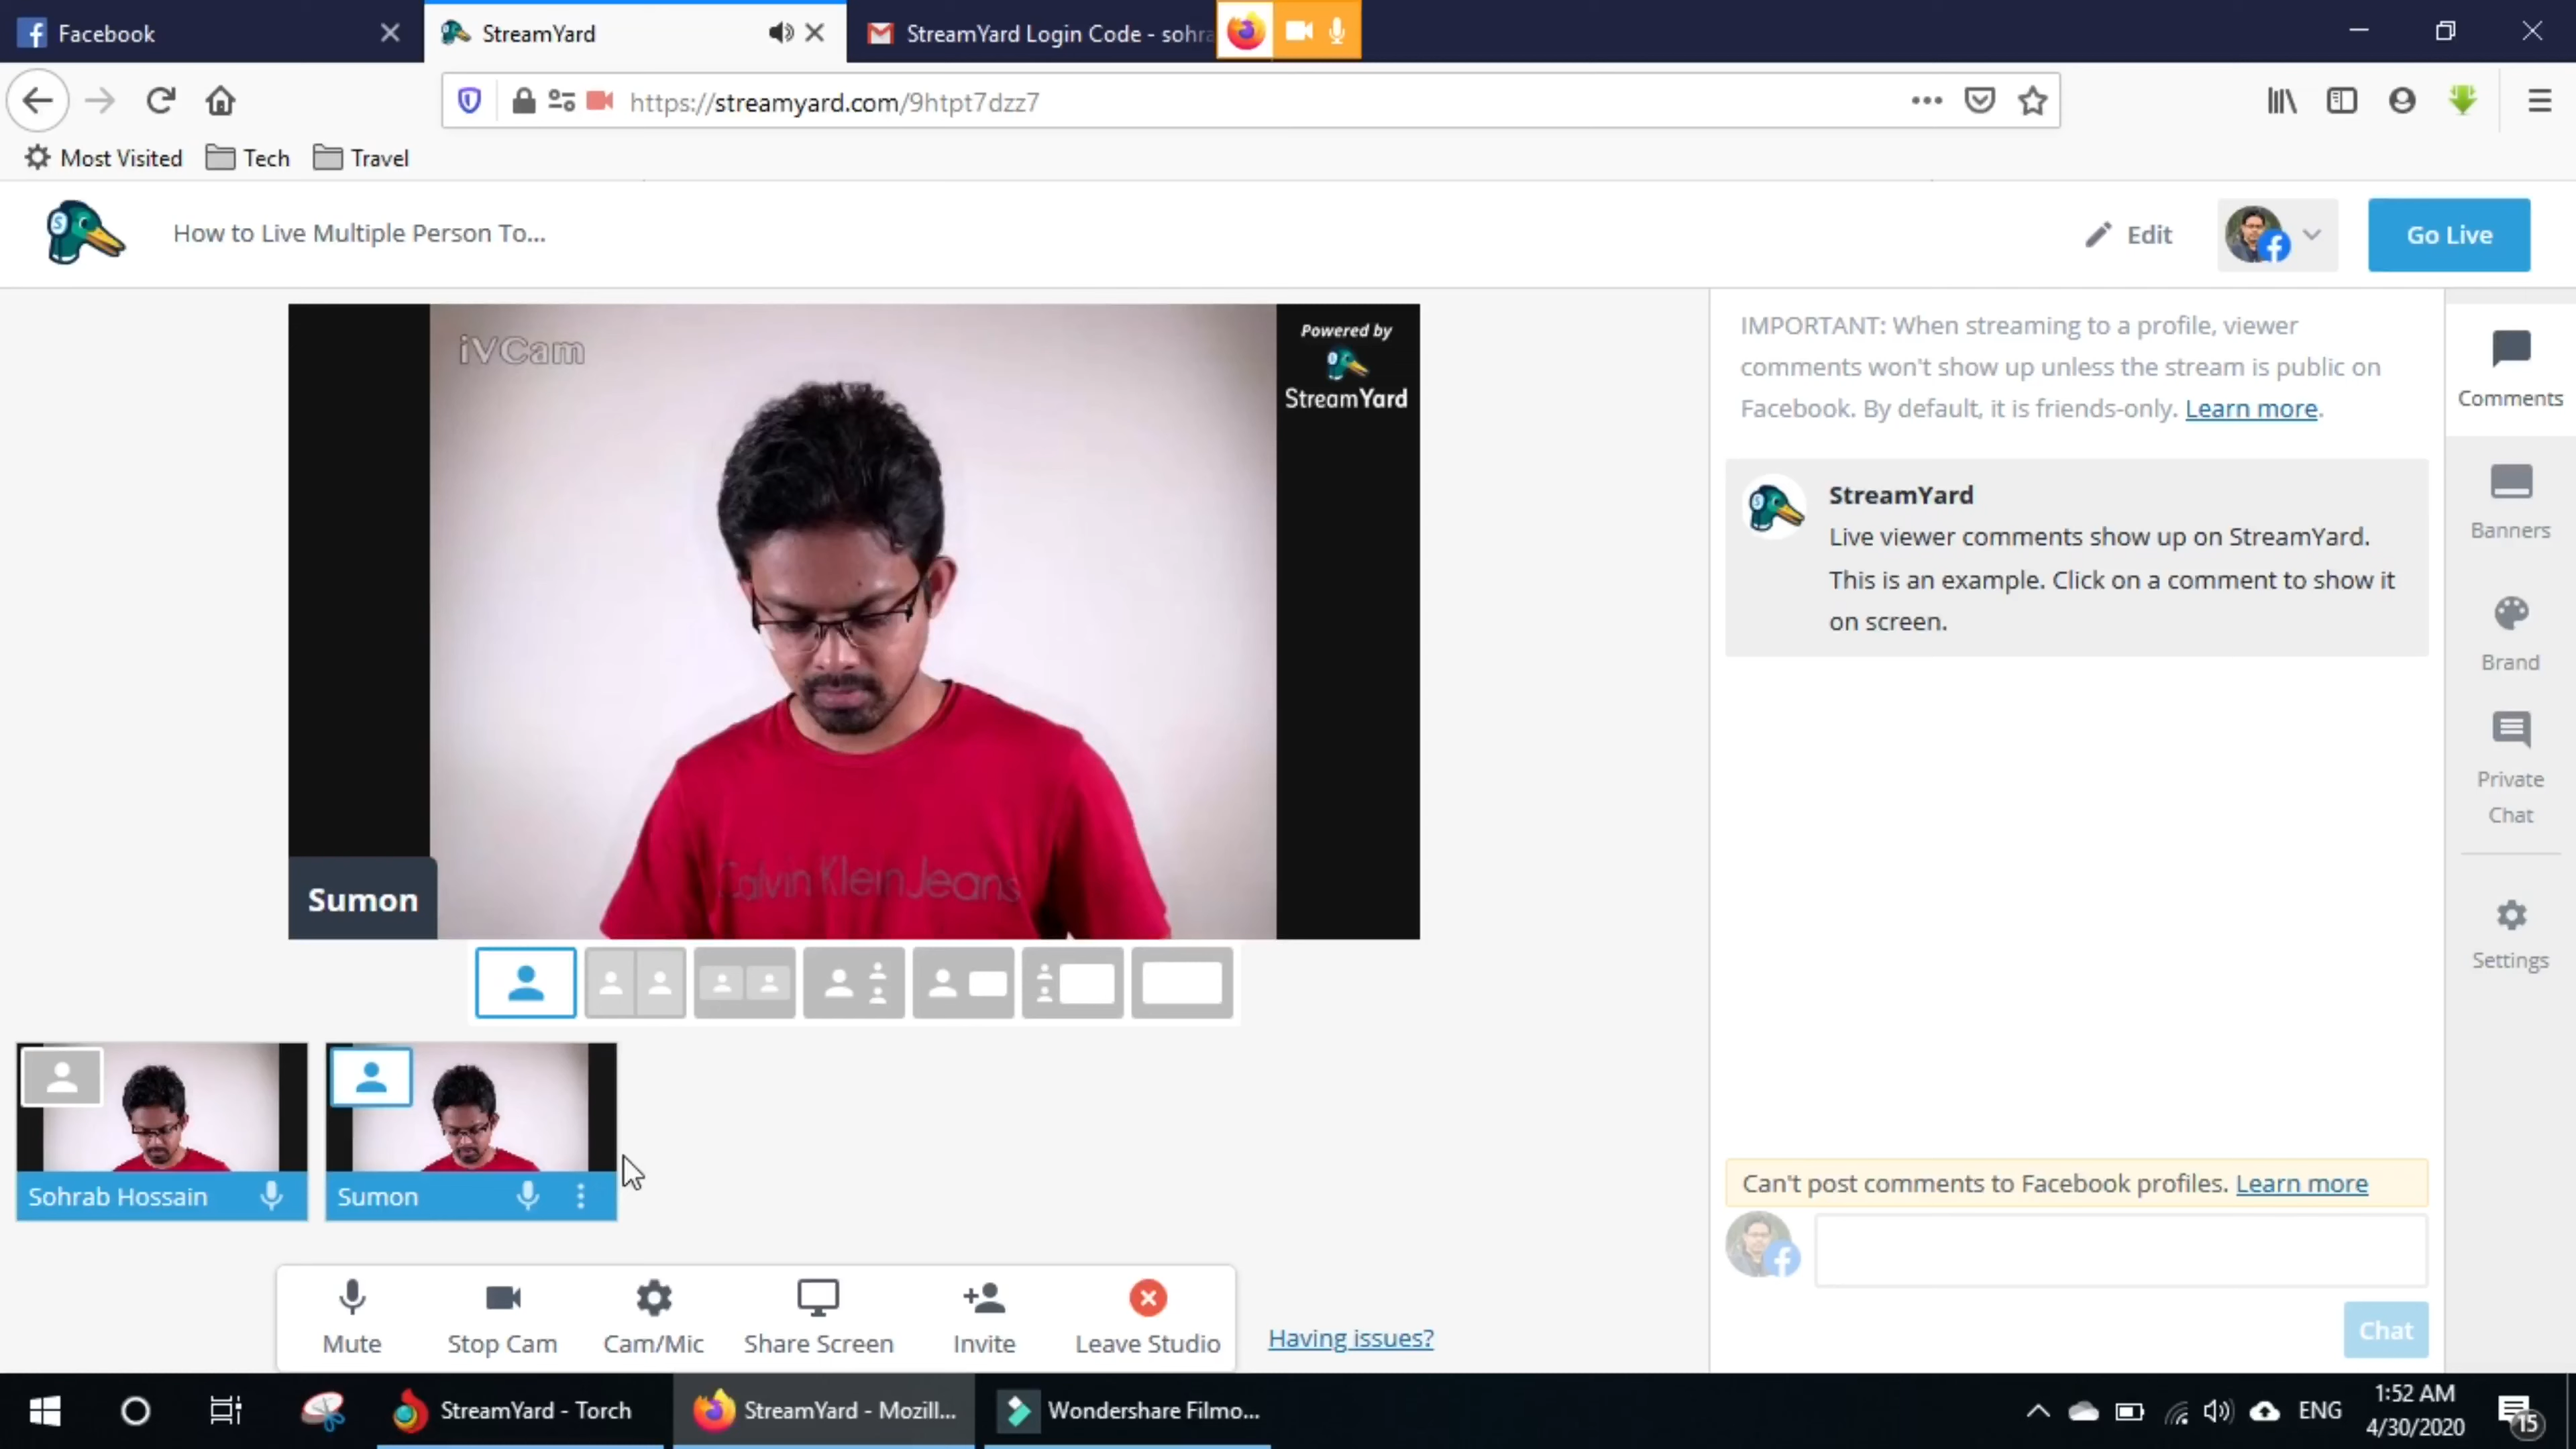 Facebook
StreamYard
StreamYard Login Code - sohra
https://streamyard.com/9htpt7dzz7
Most Visited
Tech
Travel
How to Live Multiple Person To...
Edit
Go Live
iVCam
Powered by
StreamYard
Calvin Klein Jeans
Sumon
IMPORTANT: When streaming to a profile, viewer
comments won't show up unless the stream is public on
Facebook. By default, it is friends-only. Learn more.
StreamYard
Live viewer comments show up on StreamYard.
This is an example. Click on a comment to show it
on screen.
Comments
Banners
Brand
Private
Chat
Settings
Sohrab Hossain
Sumon
Can't post comments to Facebook profiles. Learn more
Chat
Mute
Stop Cam
Cam/Mic
Share Screen
Invite
Leave Studio
Having issues?
StreamYard - Torch
StreamYard - Mozill...
Wondershare Filmo...
ENG
1:52 AM
4/30/2020
15